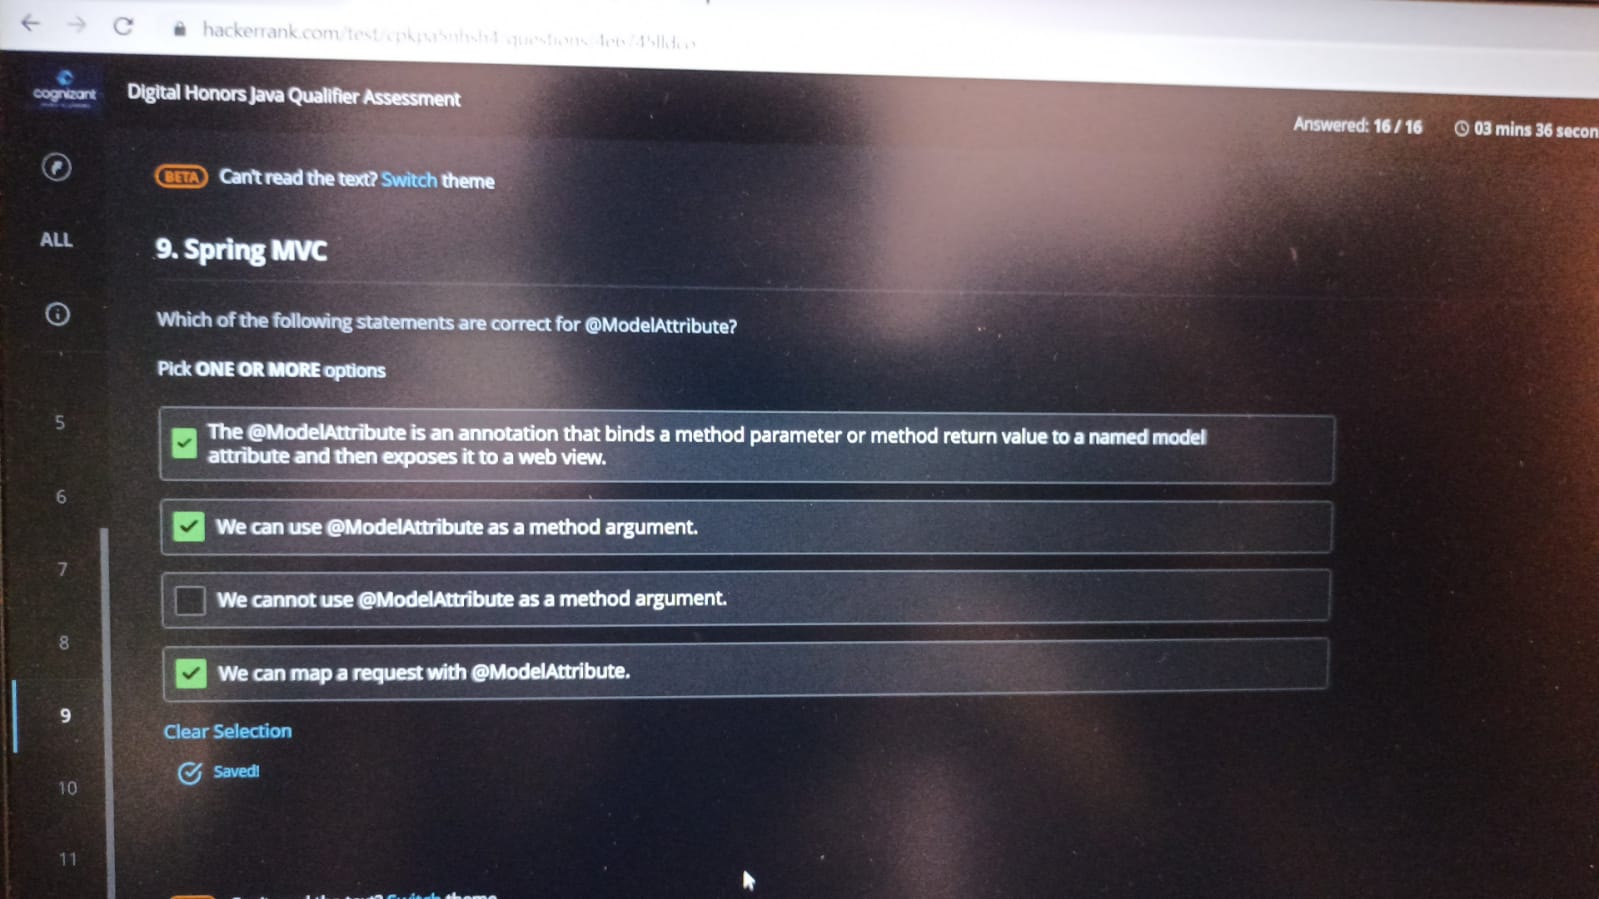 hackerrank.com/test/
cognizant
Digital Honors Java Qualifier Assessment
Answered: 16 / 16
03 mins 36 secon
BETA Can't read the text? Switch theme
ALL
9. Spring MVC
Which of the following statements are correct for @ModelAttribute?
Pick ONE OR MORE options
5
The @ModelAttribute is an annotation that binds a method parameter or method return value to a named model
attribute and then exposes it to a web view.
6
We can use @ModelAttribute as a method argument.
7
We cannot use @ModelAttribute as a method argument.
8
We can map a request with @ModelAttribute.
9
Clear Selection
Saved!
10
11
Switch theme